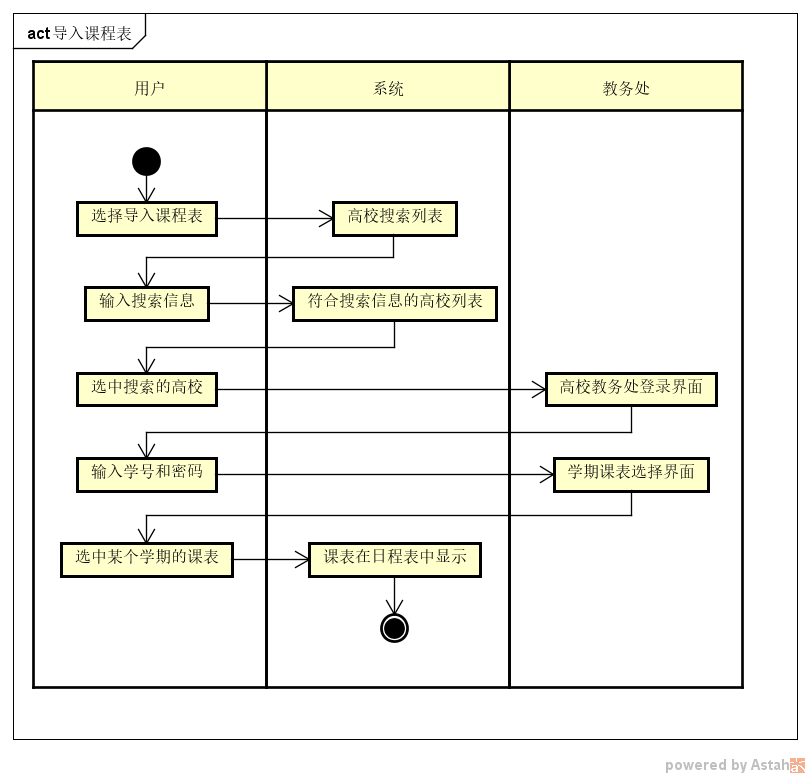 act 导入课程表
用户 系统 教务处
选择导入课程表 高校搜索列表
输入搜索信息 符合搜索信息的高校列表
选中搜索的高校 高校教务处登录界面
输入学号和密码 学期课表选择界面
选中某个学期的课表 课表在日程表中显示
powered by Astah